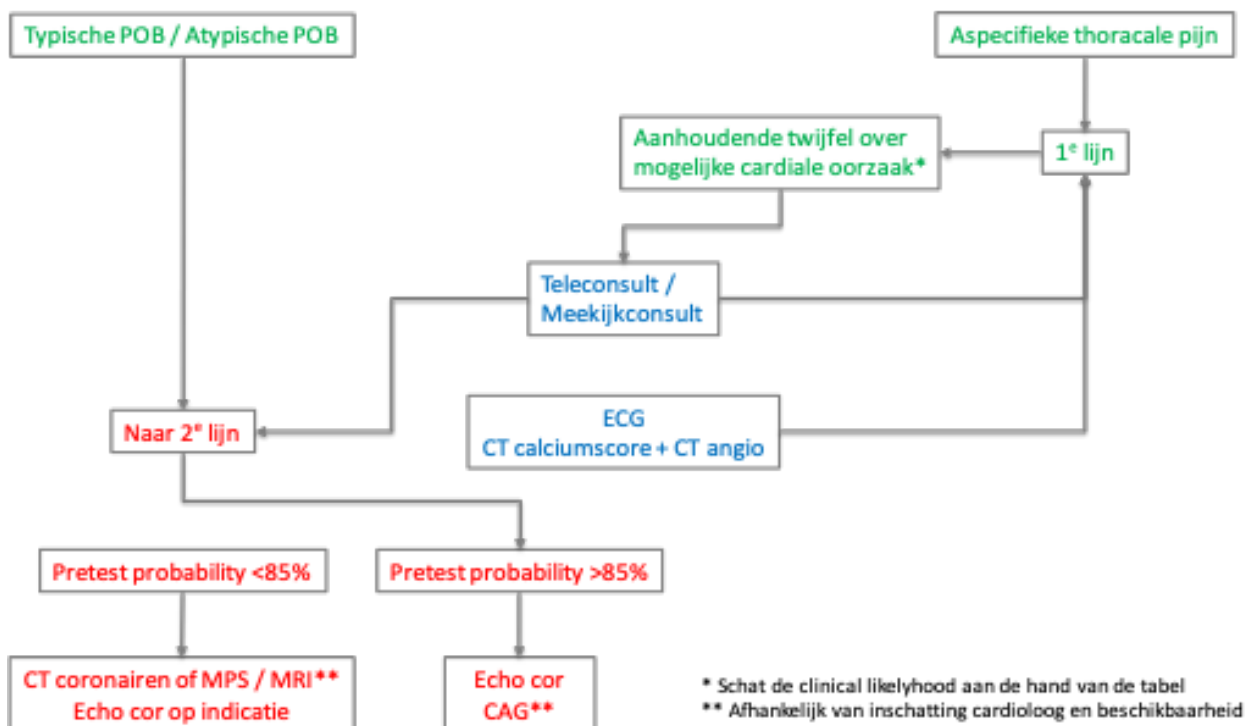 Typische POB / Atypische POB
Aspecifieke thoracale pijn
Aanhoudende twijfel over
mogelijke cardiale oorzaak*
1e lijn
Teleconsult /
Meekijkconsult
Naar 2e lijn
ECG
CT calciumscore + CT angio
Pretest probability <85%
Pretest probability >85%
CT coronairen of MPS / MRI**
Echo cor op indicatie
Echo cor
CAG**
* Schat de clinical likelyhood aan de hand van de tabel
** Afhankelijk van inschatting cardioloog en beschikbaarheid